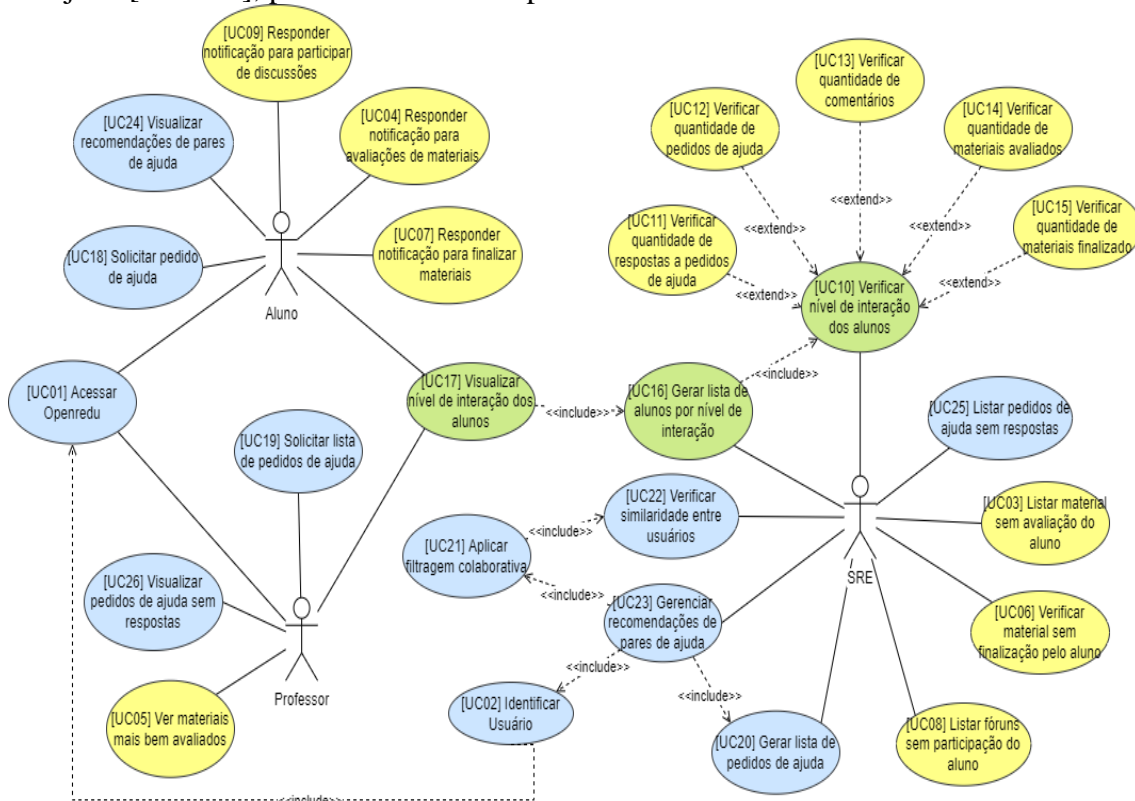 [UC09] Responder
notificação para participar
de discussões
[UC24] Visualizar
recomendações de pares
de ajuda
[UC04] Responder
notificação para
avaliações de materiais
[UC18] Solicitar pedido
de ajuda
[UC07] Responder
notificação para finalizar
materiais
Aluno
[UC13] Verificar
quantidade de
comentários
[UC12] Verificar
quantidade de
pedidos de ajuda
[UC14] Verificar
quantidade de
materiais avaliados
[UC11] Verificar
quantidade de
respostas a pedidos
de ajuda
[UC15] Verificar
quantidade de
materiais finalizado
<<extend>>
<<extend>>
<<extend>>
<<extend>>
<<extend>>
[UC10] Verificar
nível de interação
dos alunos
<<include>>
[UC01] Acessar
Openredu
[UC17] Visualizar
nível de interação dos
alunos
<<include>>
[UC16] Gerar lista de
alunos por nível de
interação
[UC25] Listar pedidos de
ajuda sem respostas
[UC19] Solicitar lista
de pedidos de ajuda
[UC22] Verificar
similaridade entre
usuários
<<include>>
[UC21] Aplicar
filtragem colaborativa
<<include>>
[UC03] Listar material
sem avaliação do
aluno
SRE
[UC26] Visualizar
pedidos de ajuda sem
respostas
[UC23] Gerenciar
recomendações de
pares de ajuda
[UC06] Verificar
material sem
finalização pelo aluno
Professor
<<include>>
<<include>>
[UC05] Ver materiais
mais bem avaliados
[UC02] Identificar
Usuário
[UC20] Gerar lista de
pedidos de ajuda
[UC08] Listar fóruns
sem participação do
aluno
<<include>>